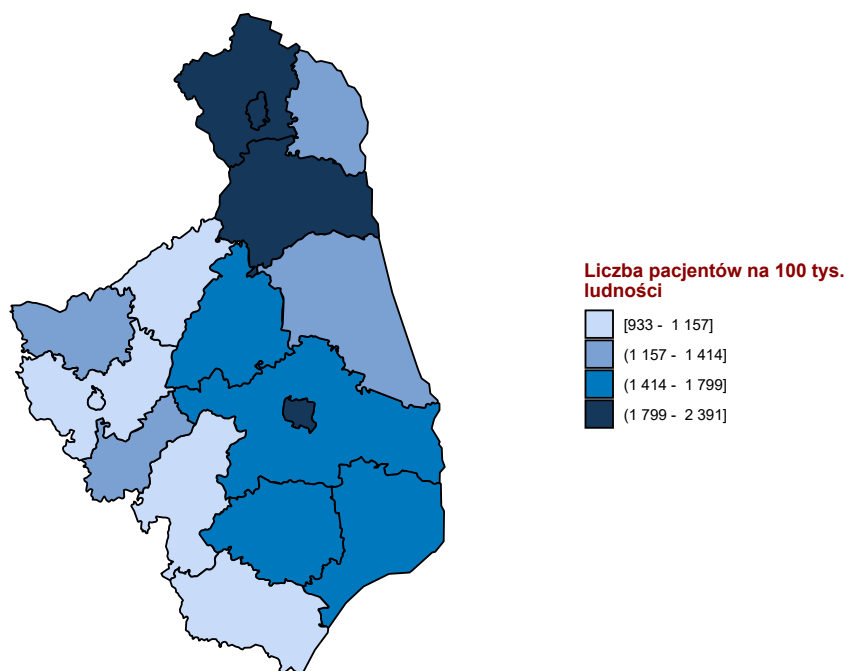 Liczba pacjentów na 100 tys.
ludności
[933 - 1 157]
(1 157 - 1 414]
(1 414 - 1 799]
(1 799 - 2 391]